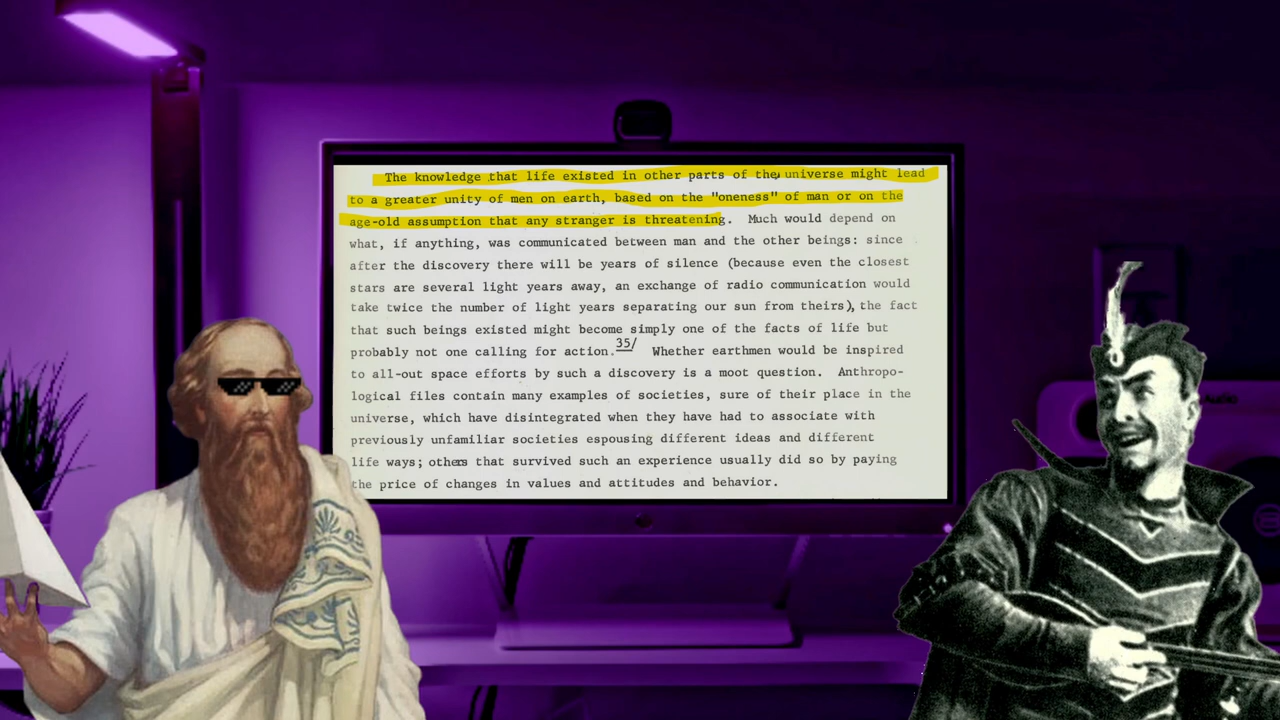 The knowledge that life existed in other parts of the universe might lead
to a greater unity of men on earth, based on the "oneness" of man or on the
age-old assumption that any stranger is threatening. Much would depend on
what, if anything, was communicated between man and the other beings: since
after the discovery there will be years of silence (because even the closest
stars are several light years away, an exchange of radio communication would
take twice the number of light years separating our sun from theirs), the fact
that such beings existed might become simply one of the facts of life but
probably not one calling for action.35/ Whether earthmen would be inspired
to all-out space efforts by such a discovery is a moot question. Anthropo-
logical files contain many examples of societies, sure of their place in the
universe, which have disintegrated when they have had to associate with
previously unfamiliar societies espousing different ideas and different
life ways; others that survived such an experience usually did so by paying
the price of changes in values and attitudes and behavior.